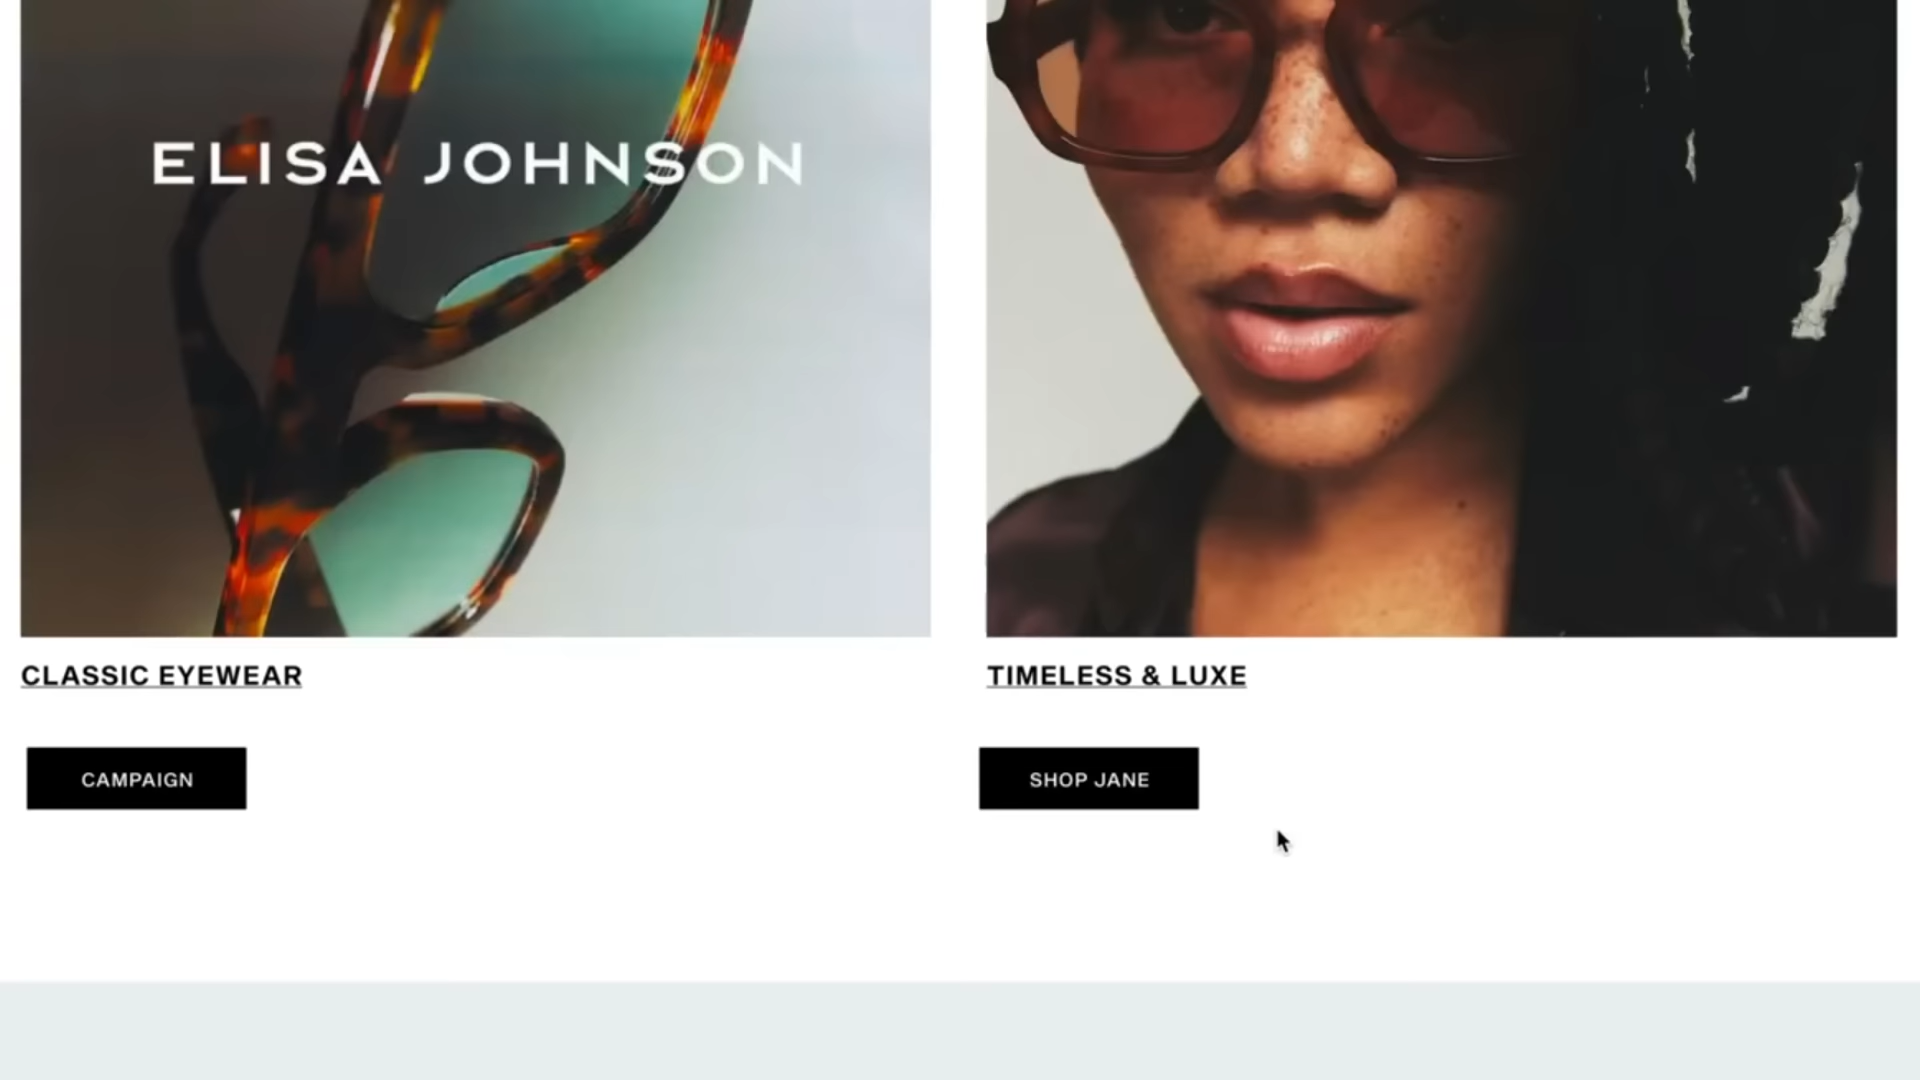 ELISA JOHNSON
CLASSIC EYEWEAR
TIMELESS & LUXE
CAMPAIGN
SHOP JANE